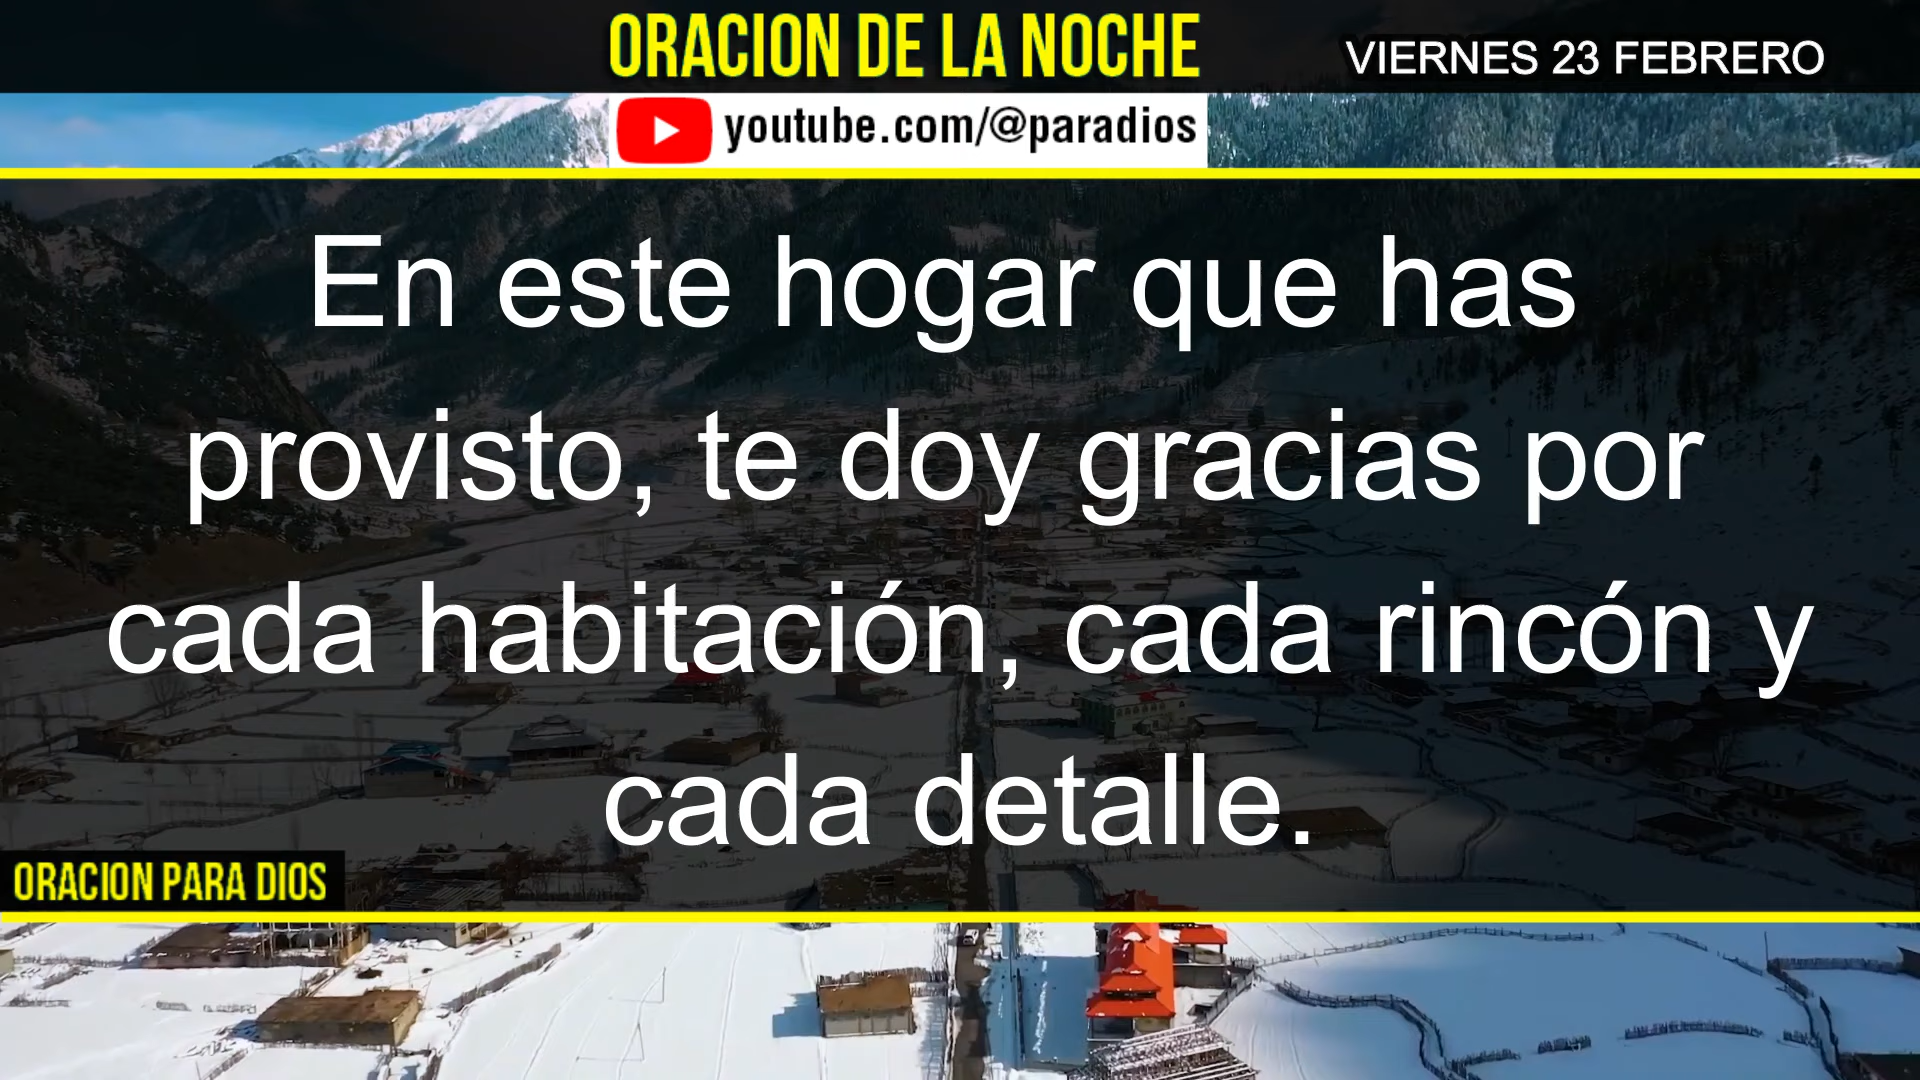 ORACION DE LA NOCHE
VIERNES 23 FEBRERO
youtube.com/@paradios
En este hogar que has
provisto, te doy gracias por
cada habitación, cada rincón y
cada detalle.
ORACION PARA DIOS